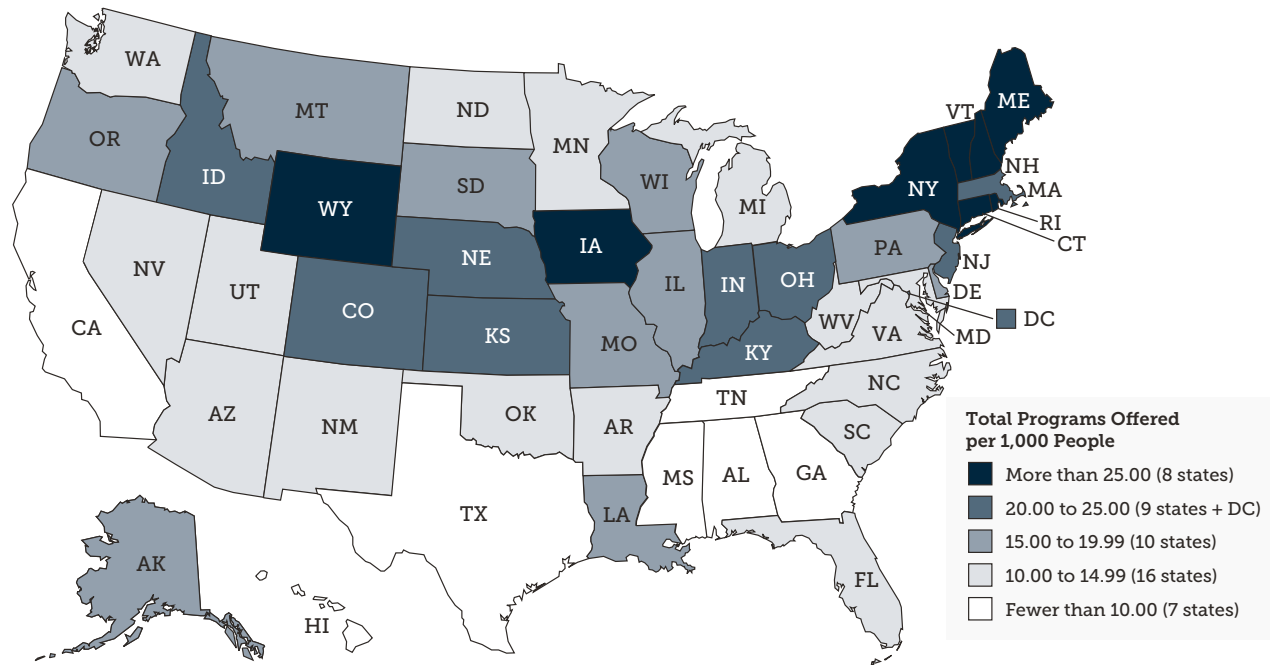 WA
MT
ND
MN
OR
ID
WY
SD
WI
MI
VT
ME
NH
MA
NY
RI
CT
NV
UT
CO
NE
IA
IL
IN
OH
PA
NJ
DE
DC
MD
CA
KS
MO
KY
WV
VA
AZ
NM
OK
AR
TN
NC
SC
TX
LA
MS
AL
GA
FL
AK
HI
Total Programs Offered
per 1,000 People
More than 25.00 (8 states)
20.00 to 25.00 (9 states + DC)
15.00 to 19.99 (10 states)
10.00 to 14.99 (16 states)
Fewer than 10.00 (7 states)